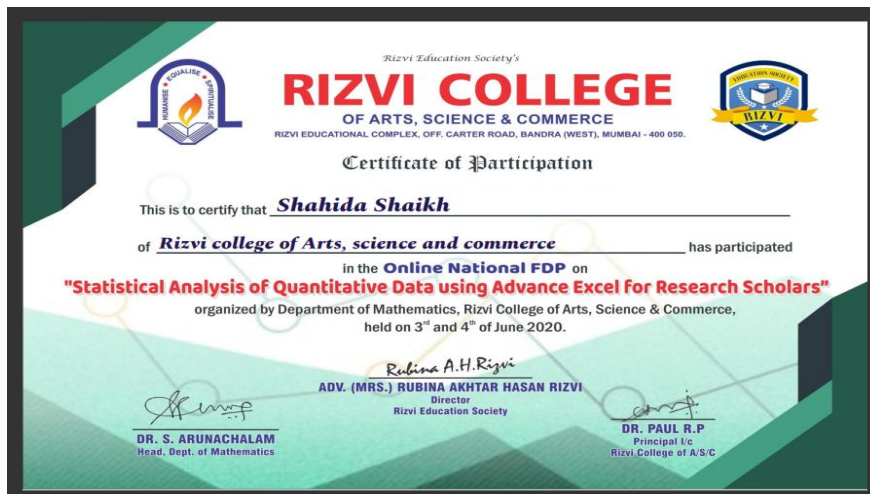 Rizvi Education Society's
HUMANISE • EQUALISE • SPIRITUALISE
RIZVI COLLEGE
EDUCATION SOCIETY
RIZVI
OF ARTS, SCIENCE & COMMERCE
RIZVI EDUCATIONAL COMPLEX, OFF. CARTER ROAD, BANDRA (WEST), MUMBAI - 400 050.
Certificate of Participation
This is to certify that Shahida Shaikh
of Rizvi college of Arts, science and commerce has participated
in the Online National FDP on
"Statistical Analysis of Quantitative Data using Advance Excel for Research Scholars"
organized by Department of Mathematics, Rizvi College of Arts, Science & Commerce,
held on 3rd and 4th of June 2020.
Rubina A.H.Rizvi
ADV. (MRS.) RUBINA AKHTAR HASAN RIZVI
Director
Rizvi Education Society
DR. S. ARUNACHALAM
Head, Dept. of Mathematics
DR. PAUL R.P
Principal I/c
Rizvi College of A/S/C